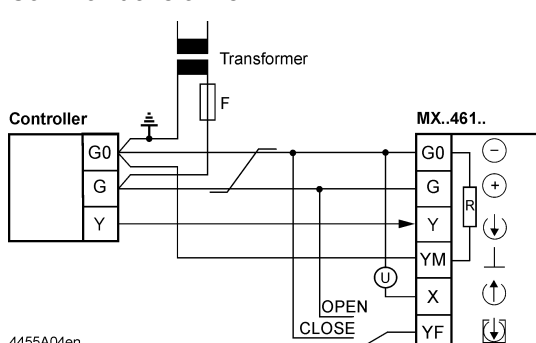 Transformer
F
Controller
MX..461..
G0
G0
G
G
R
Y
Y
YM
U
X
OPEN
CLOSE
YF
4455A04en